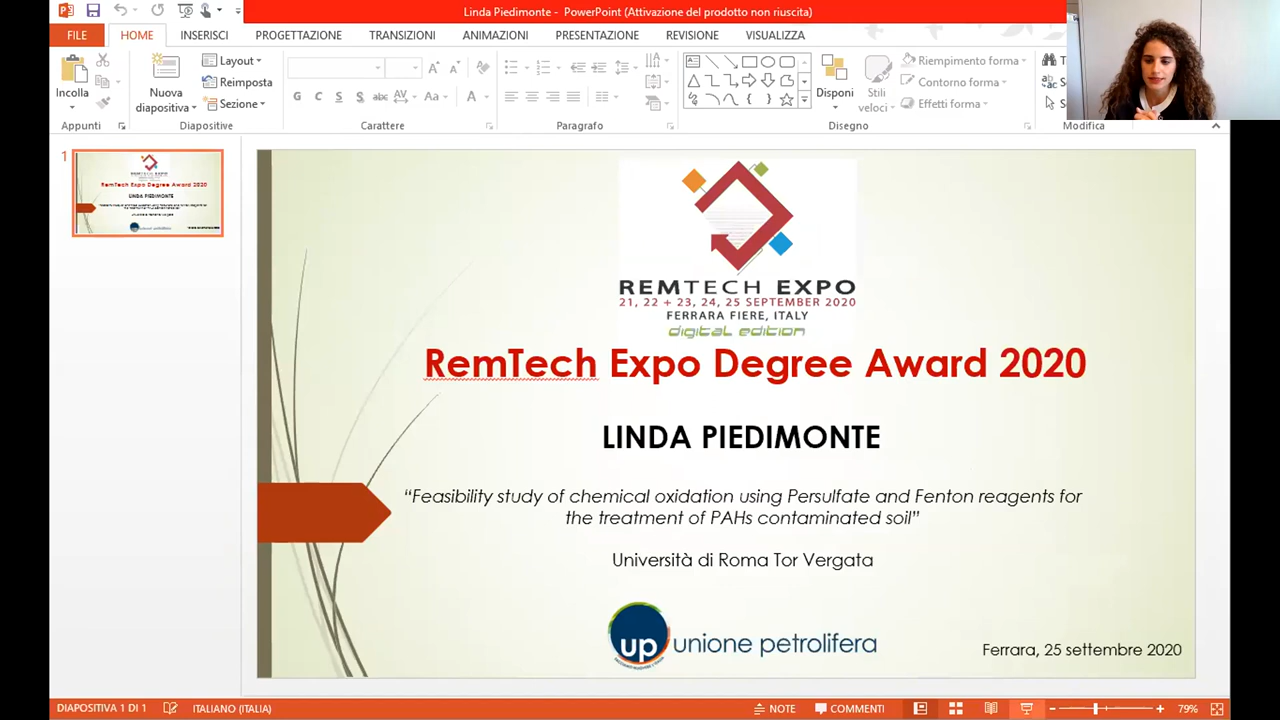 Linda Piedimonte - PowerPoint (Attivazione del prodotto non riuscita)
FILE HOME INSERISCI PROGETTAZIONE TRANSIZIONI ANIMAZIONI PRESENTAZIONE REVISIONE VISUALIZZA
Incolla
Appunti
Nuova
diapositiva
Layout
Reimposta
Sezione
Diapositive
G C S S abc AV Aa A
Carattere
Paragrafo
Disponi
Stili
veloci
Riempimento forma
Contorno forma
Effetti forma
Disegno
Modifica
1
REMTECH EXPO
21, 22 + 23, 24, 25 SEPTEMBER 2020
FERRARA FIERE, ITALY
digital edition
RemTech Expo Degree Award 2020
LINDA PIEDIMONTE
“Feasibility study of chemical oxidation using Persulfate and Fenton reagents for
the treatment of PAHs contaminated soil”
Università di Roma Tor Vergata
up unione petrolifera
Ferrara, 25 settembre 2020
DIAPOSITIVA 1 DI 1 ITALIANO (ITALIA) NOTE COMMENTI 79%